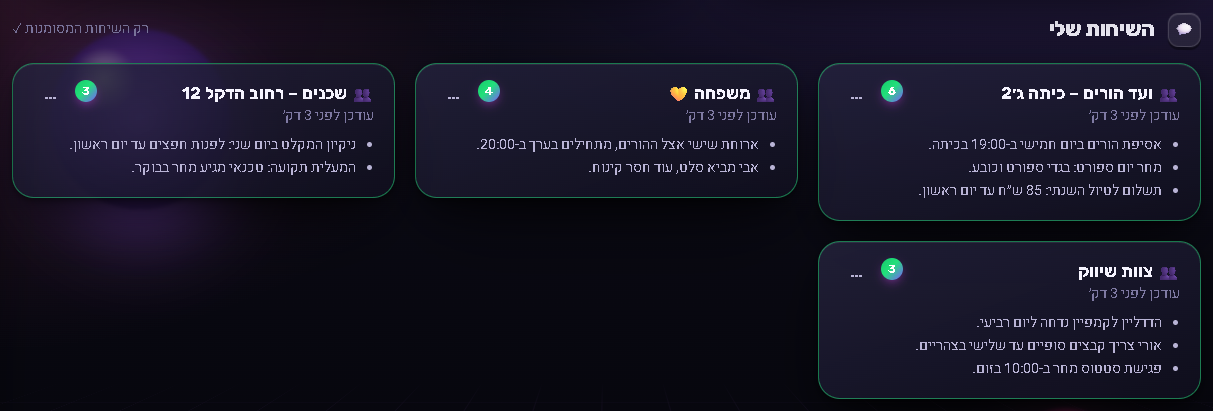 השיחות שלי
רק השיחות המסומנות ✓
ועד הורים – כיתה ג'2
6
...
עודכן לפני 3 דק'
אסיפת הורים ביום חמישי ב-19:00 בכיתה.
מחר יום ספורט: בגדי ספורט וכובע.
תשלום לטיול השנתי: 85 ש"ח עד יום ראשון.
משפחה 🧡
4
...
עודכן לפני 3 דק'
ארוחת שישי אצל ההורים, מתחילים בערך ב-20:00.
אבי מביא סלט, עוד חסר קינוח.
שכנים – רחוב הדקל 12
3
...
עודכן לפני 3 דק'
ניקיון המקלט ביום שני: לפנות חפצים עד יום ראשון.
המעלית תקועה: טכנאי מגיע מחר בבוקר.
צוות שיווק
3
...
עודכן לפני 3 דק'
הדדליין לקמפיין נדחה ליום רביעי.
אורי צריך קבצים סופיים עד שלישי בצהריים.
פגישת סטטוס מחר ב-10:00 בזום.